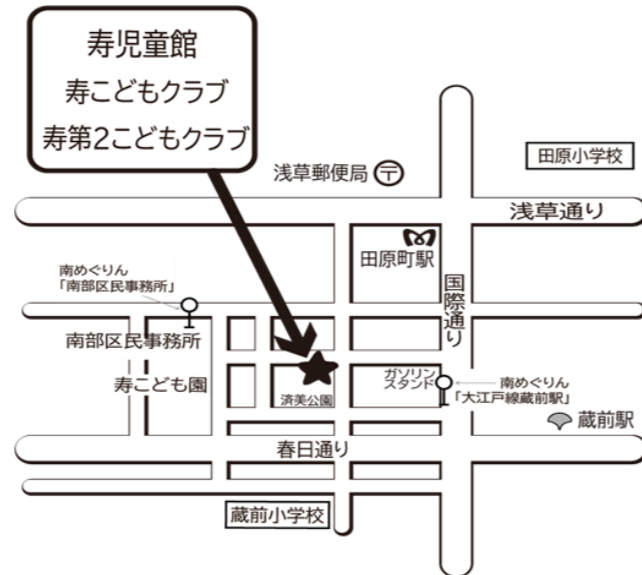 寿児童館
寿こどもクラブ
寿第2こどもクラブ
田原小学校
浅草郵便局
浅草通り
田原町駅
南めぐりん
「南部区民事務所」
国際通り
南部区民事務所
寿こども園
済美公園
ガソリン
スタンド
南めぐりん
「大江戸線蔵前駅」
蔵前駅
春日通り
蔵前小学校